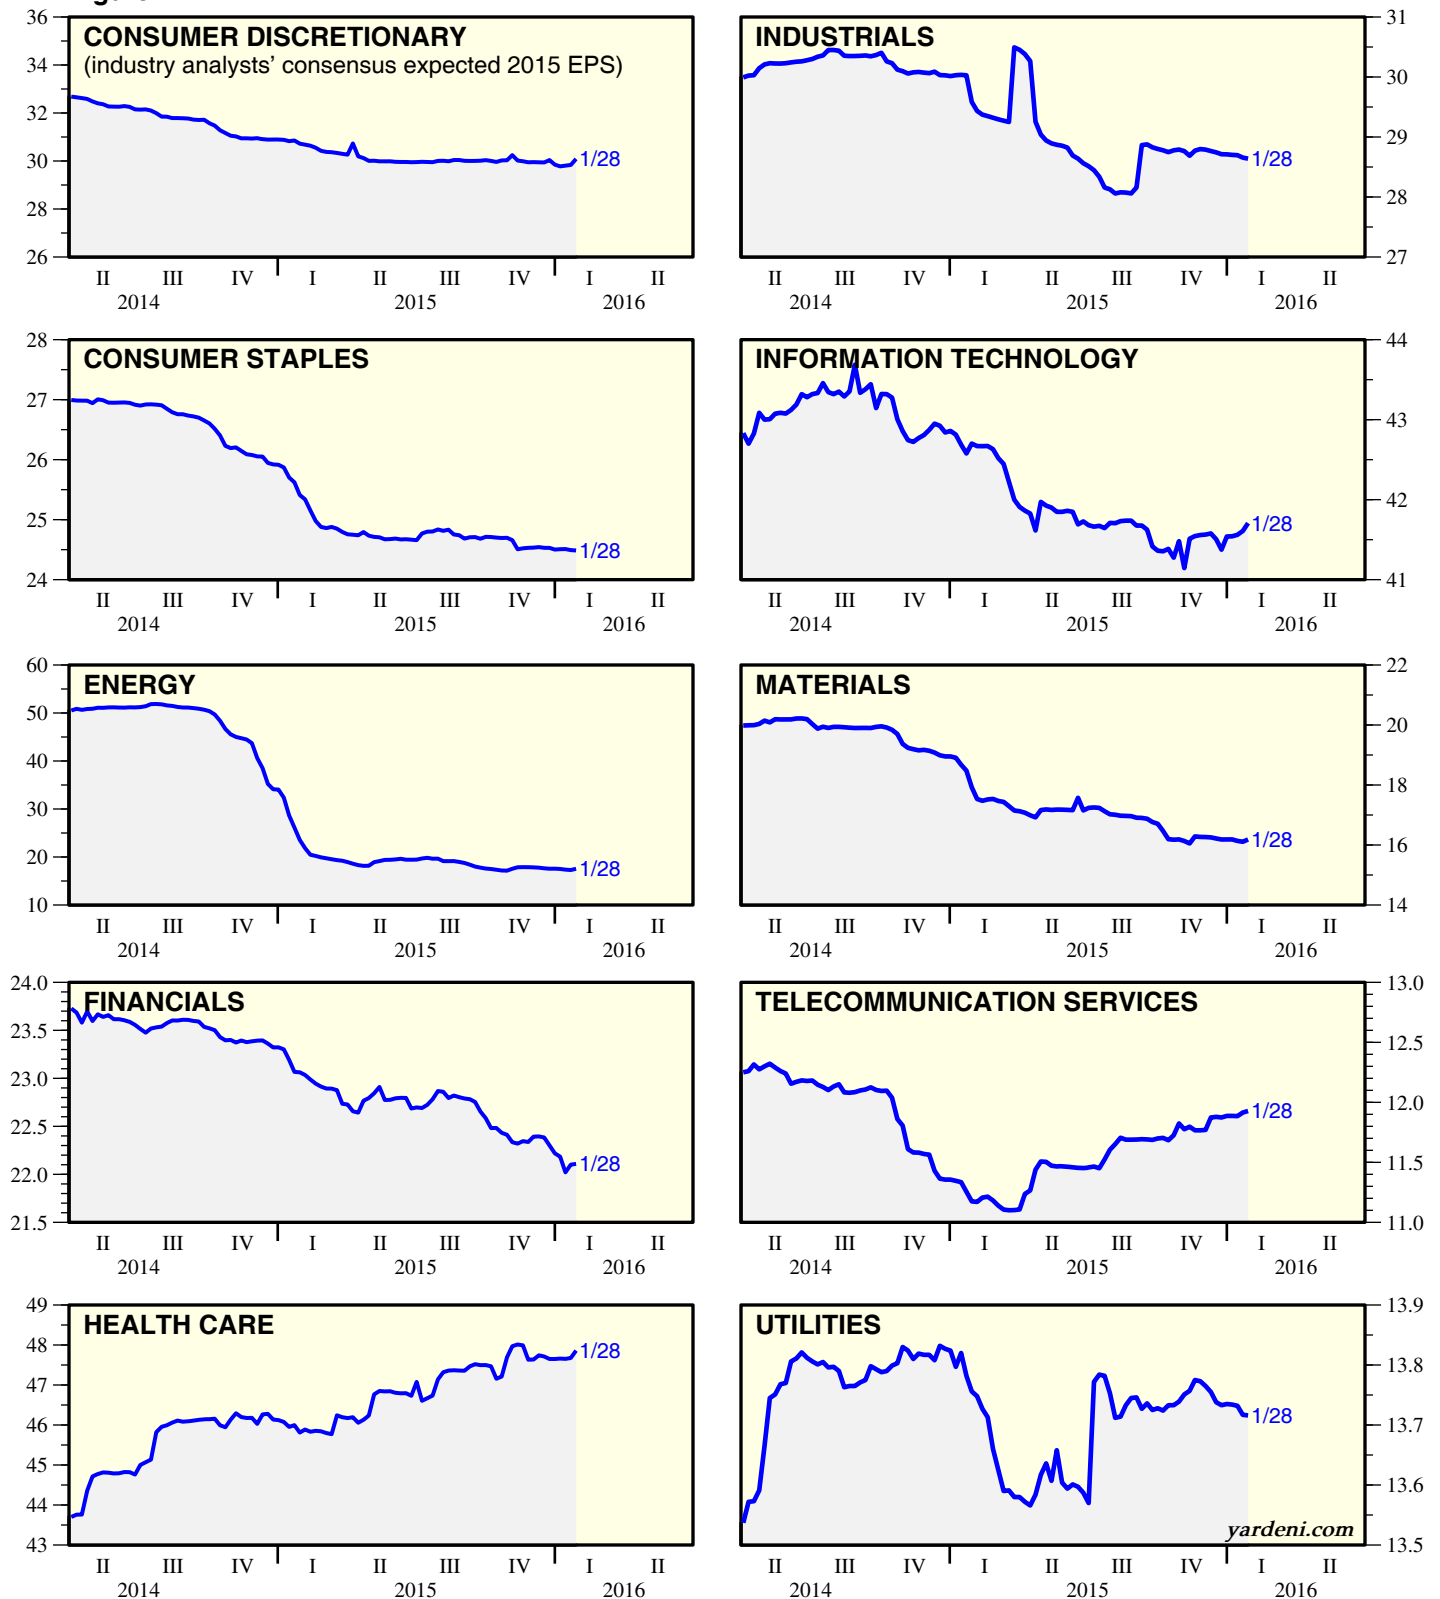 CONSUMER DISCRETIONARY
(industry analysts' consensus expected 2015 EPS)
36
34
32
30
28
26
1/28
II III IV I II III IV I II
2014 2015 2016
INDUSTRIALS
31
30
29
28
27
1/28
II III IV I II III IV I II
2014 2015 2016
CONSUMER STAPLES
28
27
26
25
24
1/28
II III IV I II III IV I II
2014 2015 2016
INFORMATION TECHNOLOGY
44
43
42
41
1/28
II III IV I II III IV I II
2014 2015 2016
ENERGY
60
50
40
30
20
10
1/28
II III IV I II III IV I II
2014 2015 2016
MATERIALS
22
20
18
16
14
1/28
II III IV I II III IV I II
2014 2015 2016
FINANCIALS
24.0
23.5
23.0
22.5
22.0
21.5
1/28
II III IV I II III IV I II
2014 2015 2016
TELECOMMUNICATION SERVICES
13.0
12.5
12.0
11.5
11.0
1/28
II III IV I II III IV I II
2014 2015 2016
HEALTH CARE
49
48
47
46
45
44
43
1/28
II III IV I II III IV I II
2014 2015 2016
UTILITIES
13.9
13.8
13.7
13.6
13.5
1/28
yardeni.com
II III IV I II III IV I II
2014 2015 2016